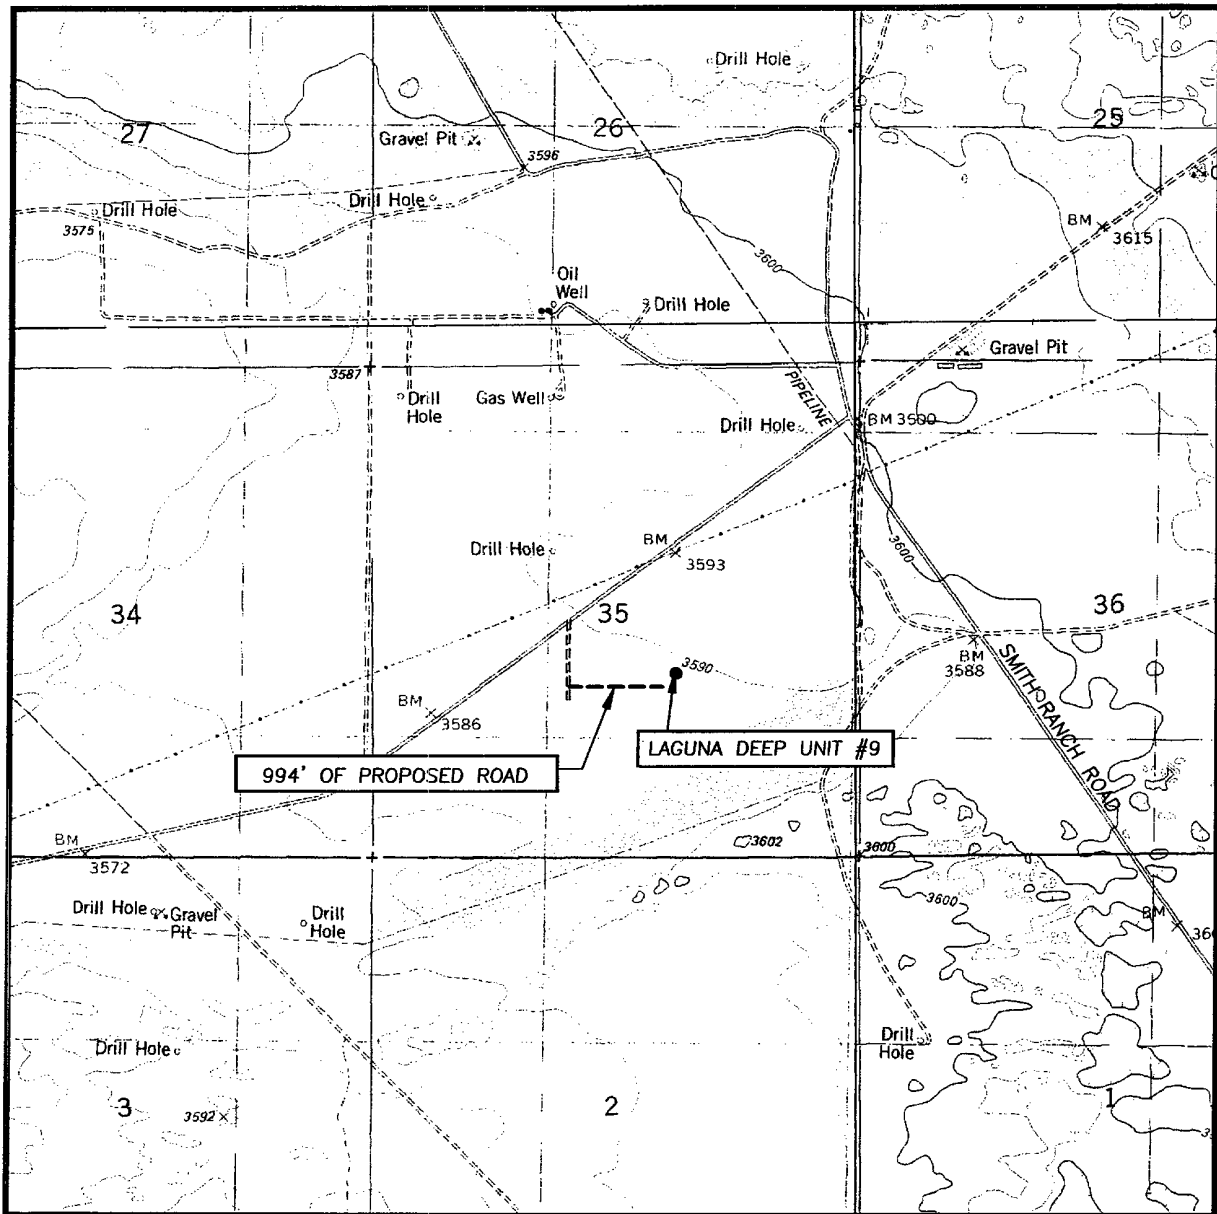 Drill Hole
27
26
25
Gravel Pit
3596
Drill Hole
Drill Hole
3575
BM
3615
3600
Oil
Well
Drill Hole
Gravel Pit
3587
PIPELINE
Drill
Hole
Gas Well
Drill Hole
BM 3500
BM
3593
Drill Hole
3600
34
35
36
3590
BM
3588
SMITH RANCH ROAD
BM
3586
LAGUNA DEEP UNIT #9
994' OF PROPOSED ROAD
BM
3572
3602
3600
3600
Drill Hole
Gravel
Pit
Drill
Hole
BM
Drill
Hole
Drill Hole
3
3592
2
1